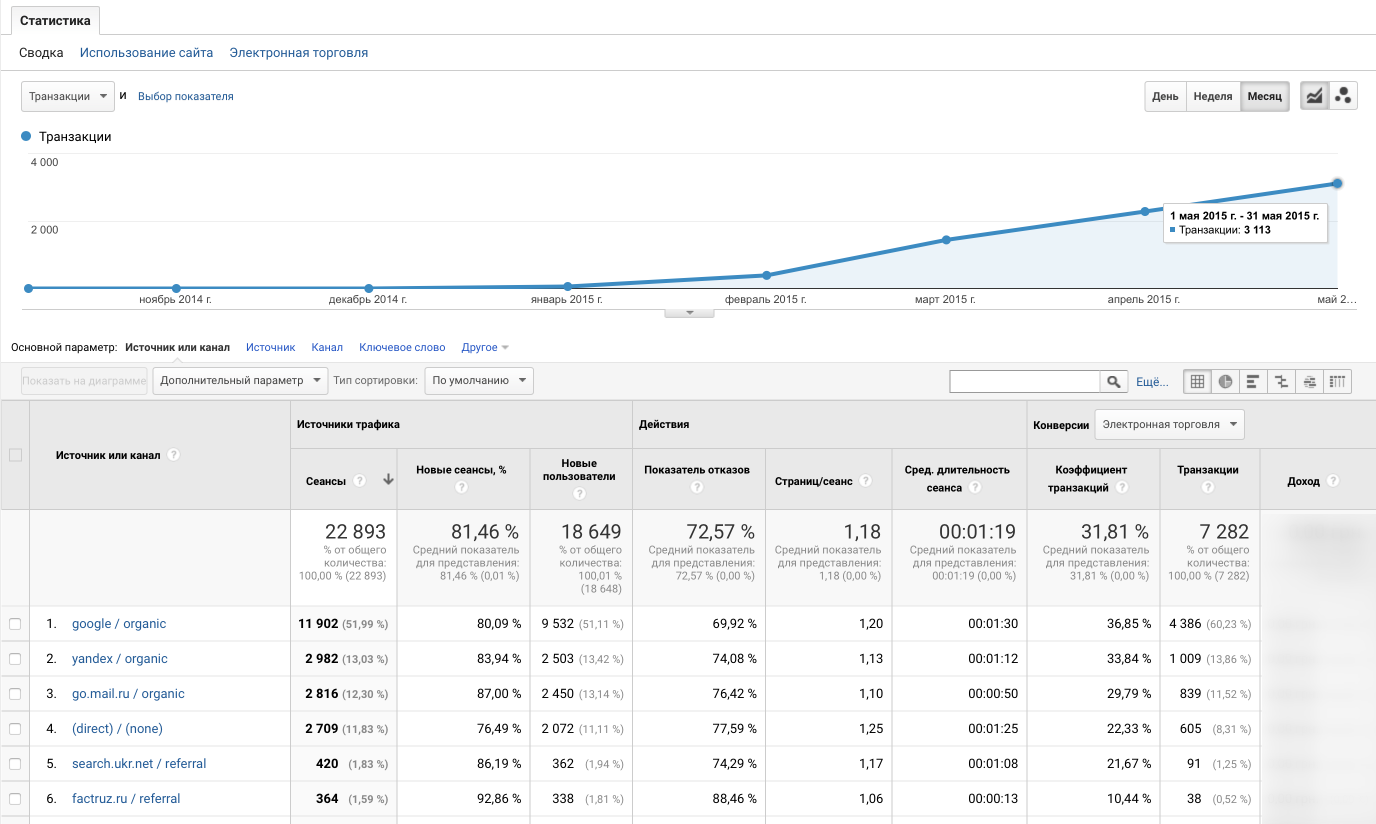 Статистика
Сводка Использование сайта Электронная торговля
Транзакции и Выбор показателя День Неделя Месяц
Транзакции
4 000
2 000
1 мая 2015 г. - 31 мая 2015 г.
Транзакции: 3 113
ноябрь 2014 г. декабрь 2014 г. январь 2015 г. февраль 2015 г. март 2015 г. апрель 2015 г. май 2…
Основной параметр: Источник или канал Источник Канал Ключевое слово Другое
Показать на диаграмме Дополнительный параметр Тип сортировки: По умолчанию Ещё…
Источники трафика Действия Конверсии Электронная торговля
Источник или канал ?
Сеансы ? Новые сеансы, % ? Новые пользователи ? Показатель отказов ? Страниц/сеанс ? Сред. длительность сеанса ? Коэффициент транзакций ? Транзакции ? Доход ?
22 893 81,46 % 18 649 72,57 % 1,18 00:01:19 31,81 % 7 282
% от общего Средний показатель % от общего Средний показатель Средний показатель Средний показатель Средний показатель % от общего
количества: для представления: количества: для представления: для представления: для представления: для представления: количества:
100,00 % (22 893) 81,46 % (0,01 %) 100,01 % 72,57 % (0,00 %) 1,18 (0,00 %) 00:01:19 (0,00 %) 31,81 % (0,00 %) 100,00 % (7 282)
(18 648)
1. google / organic 11 902 (51,99 %) 80,09 % 9 532 (51,11 %) 69,92 % 1,20 00:01:30 36,85 % 4 386 (60,23 %)
2. yandex / organic 2 982 (13,03 %) 83,94 % 2 503 (13,42 %) 74,08 % 1,13 00:01:12 33,84 % 1 009 (13,86 %)
3. go.mail.ru / organic 2 816 (12,30 %) 87,00 % 2 450 (13,14 %) 76,42 % 1,10 00:00:50 29,79 % 839 (11,52 %)
4. (direct) / (none) 2 709 (11,83 %) 76,49 % 2 072 (11,11 %) 77,59 % 1,25 00:01:25 22,33 % 605 (8,31 %)
5. search.ukr.net / referral 420 (1,83 %) 86,19 % 362 (1,94 %) 74,29 % 1,17 00:01:08 21,67 % 91 (1,25 %)
6. factruz.ru / referral 364 (1,59 %) 92,86 % 338 (1,81 %) 88,46 % 1,06 00:00:13 10,44 % 38 (0,52 %)